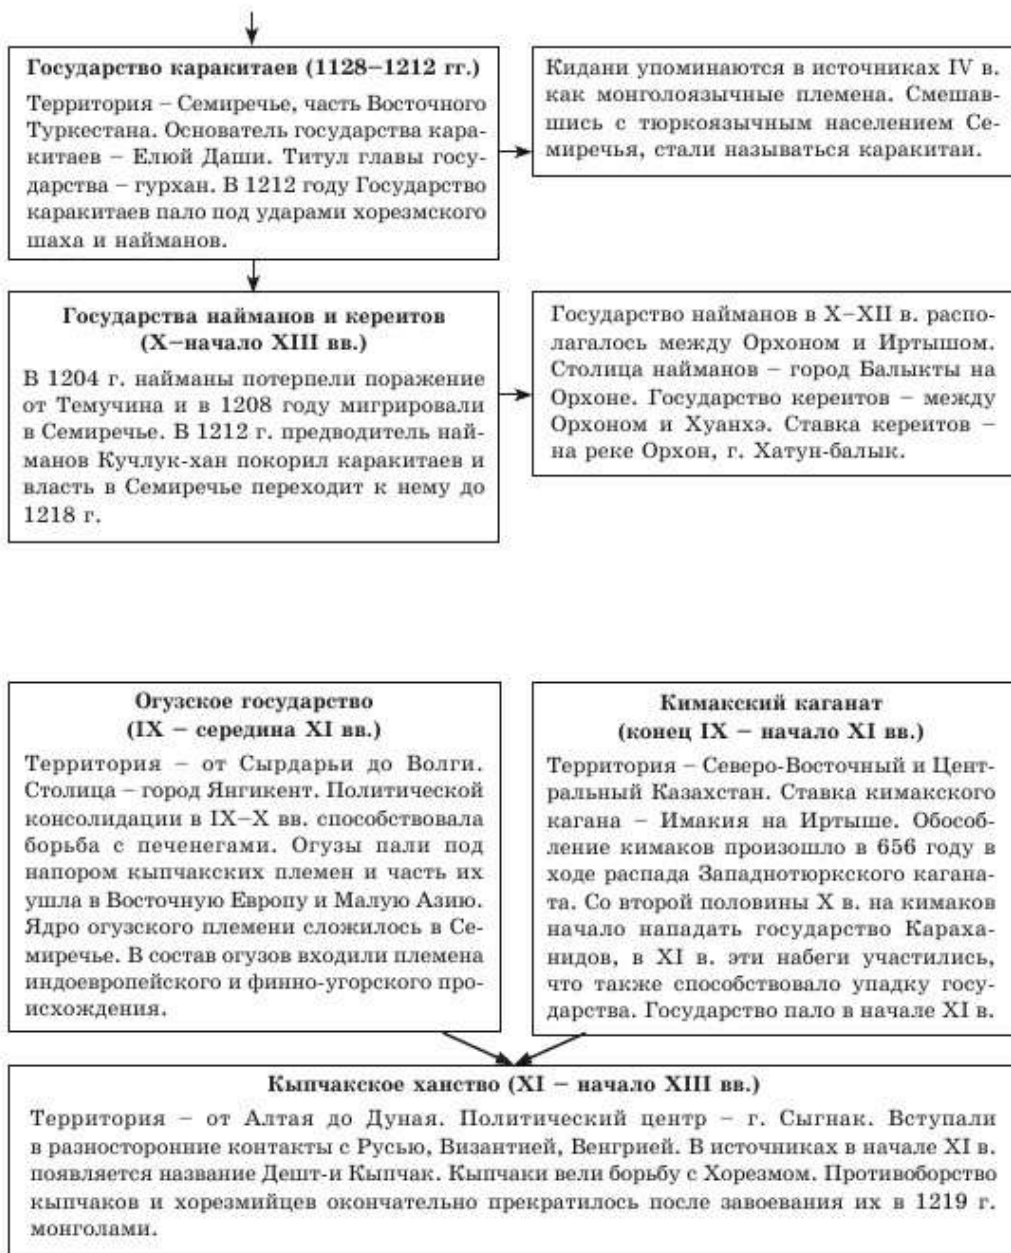 Государство каракитаев (1128–1212 гг.)
Территория – Семиречье, часть Восточного
Туркестана. Основатель государства кара-
китаев – Елюй Даши. Титул главы госу-
дарства – гурхан. В 1212 году Государство
каракитаев пало под ударами хорезмского
шаха и найманов.
Кидани упоминаются в источниках IV в.
как монголоязычные племена. Смешав-
шись с тюркоязычным населением Се-
миречья, стали называться каракитаи.
Государства найманов и кереитов
(X–начало XIII вв.)
В 1204 г. найманы потерпели поражение
от Темучина и в 1208 году мигрировали
в Семиречье. В 1212 г. предводитель най-
манов Кучлук-хан покорил каракитаев и
власть в Семиречье переходит к нему до
1218 г.
Государство найманов в X–XII в. распо-
лагалось между Орхоном и Иртышом.
Столица найманов – город Балыкты на
Орхоне. Государство кереитов – между
Орхоном и Хуанхэ. Ставка кереитов –
на реке Орхон, г. Хатун-балык.
Огузское государство
(IX – середина XI вв.)
Территория – от Сырдарьи до Волги.
Столица – город Янгикент. Политической
консолидации в IX–X вв. способствовала
борьба с печенегами. Огузы пали под
напором кыпчакских племен и часть их
ушла в Восточную Европу и Малую Азию.
Ядро огузского племени сложилось в Се-
миречье. В состав огузов входили племена
индоевропейского и финно-угорского про-
исхождения.
Кимакский каганат
(конец IX – начало XI вв.)
Территория – Северо-Восточный и Цент-
ральный Казахстан. Ставка кимакского
кагана – Имакия на Иртыше. Обособ-
ление кимаков произошло в 656 году в
ходе распада Западнотюркского кагана-
та. Со второй половины X в. на кимаков
начало нападать государство Караха-
нидов, в XI в. эти набеги участились,
что также способствовало упадку госу-
дарства. Государство пало в начале XI в.
Кыпчакское ханство (XI – начало XIII вв.)
Территория – от Алтая до Дуная. Политический центр – г. Сыгнак. Вступали
в разносторонние контакты с Русью, Византией, Венгрией. В источниках в начале XI в.
появляется название Дешт-и Кыпчак. Кыпчаки вели борьбу с Хорезмом. Противоборство
кыпчаков и хорезмийцев окончательно прекратилось после завоевания их в 1219 г.
монголами.